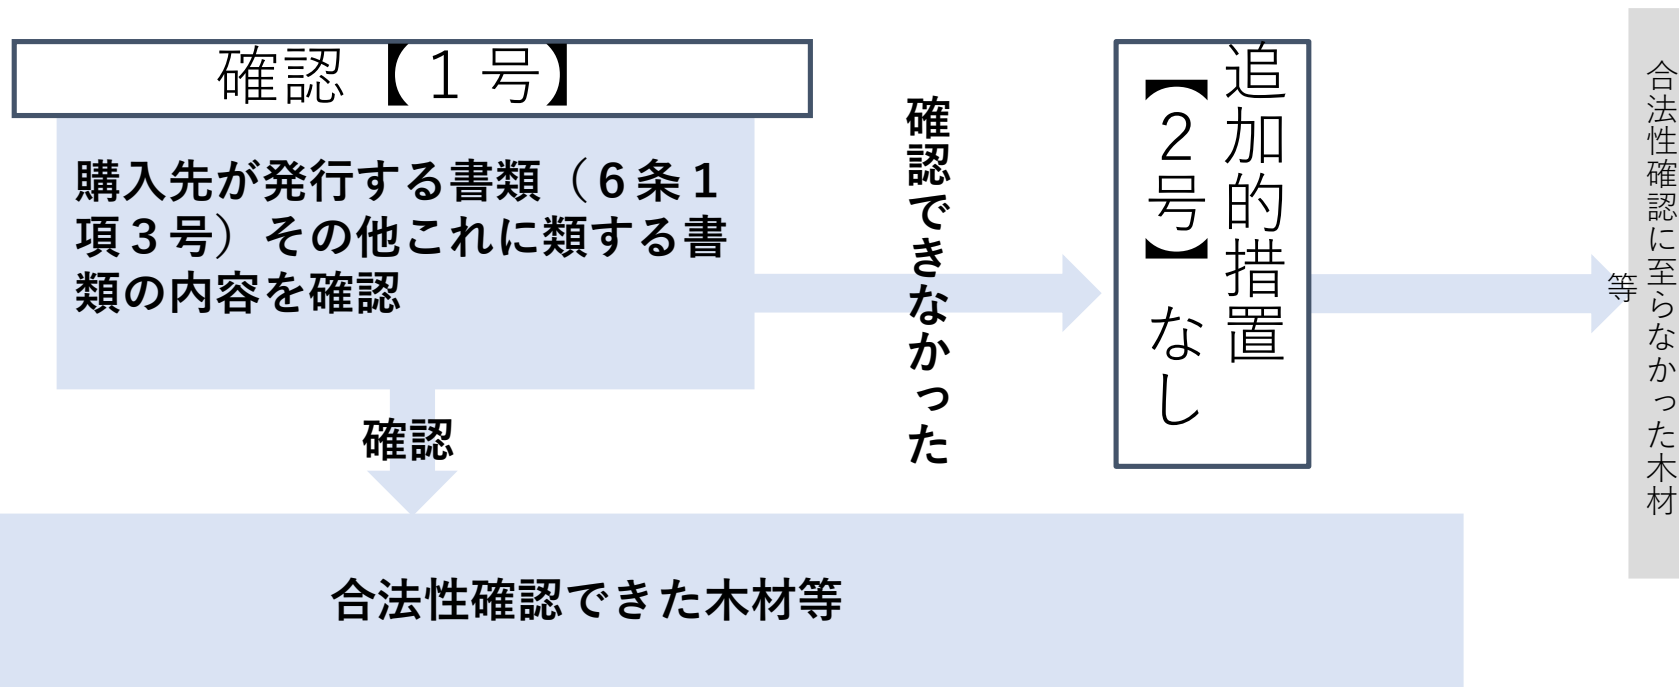 確認【１号】
購入先が発行する書類（６条１
項３号）その他これに類する書
類の内容を確認
確認できなかった
追加的措置
【２号】なし
合法性確認に至らなかった木材
等
確認
合法性確認できた木材等